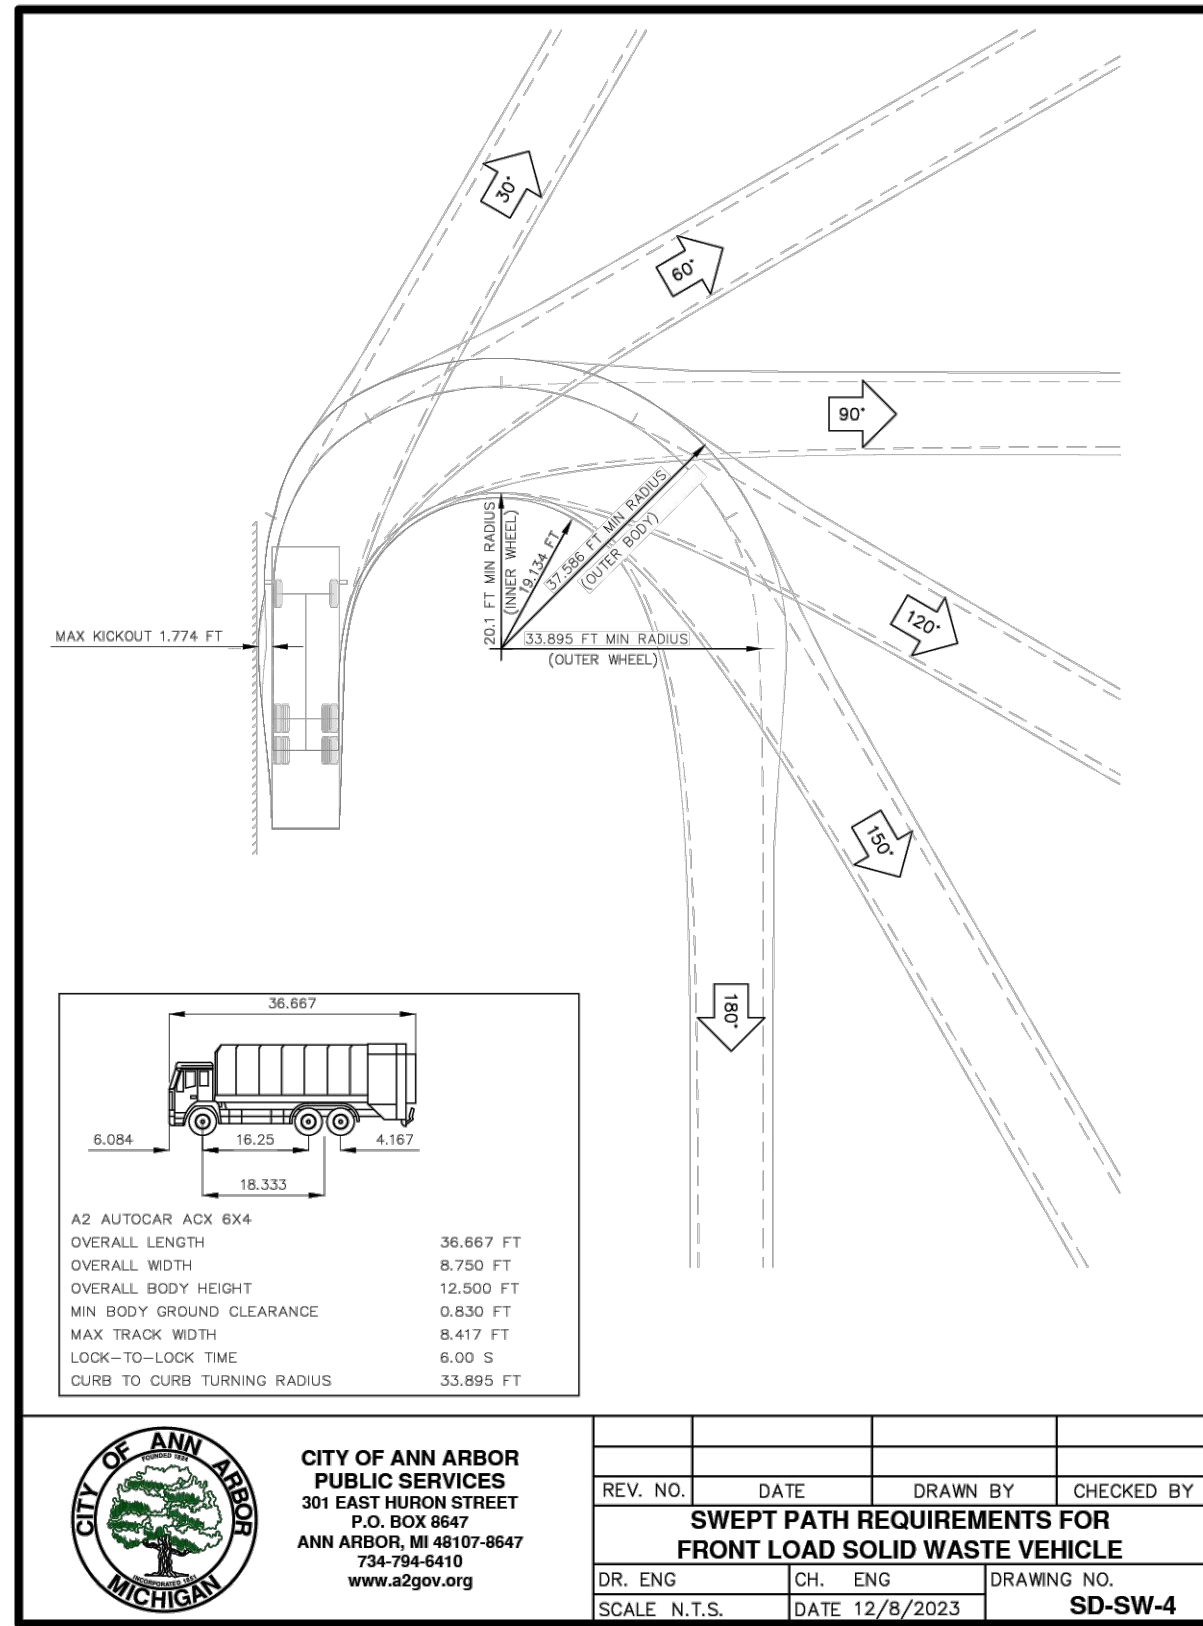 30°
60°
90°
120°
150°
180°
MAX KICKOUT 1.774 FT
20.1 FT MIN RADIUS
(INNER WHEEL)
19.134 FT
37.586 FT MIN RADIUS
(OUTER BODY)
33.895 FT MIN RADIUS
(OUTER WHEEL)
36.667
6.084
16.25
4.167
18.333
A2 AUTOCAR ACX 6X4
OVERALL LENGTH 36.667 FT
OVERALL WIDTH 8.750 FT
OVERALL BODY HEIGHT 12.500 FT
MIN BODY GROUND CLEARANCE 0.830 FT
MAX TRACK WIDTH 8.417 FT
LOCK-TO-LOCK TIME 6.00 S
CURB TO CURB TURNING RADIUS 33.895 FT
CITY OF ANN ARBOR
MICHIGAN
FOUNDED 1824
INCORPORATED 1851
CITY OF ANN ARBOR
PUBLIC SERVICES
301 EAST HURON STREET
P.O. BOX 8647
ANN ARBOR, MI 48107-8647
734-794-6410
www.a2gov.org
REV. NO. DATE DRAWN BY CHECKED BY
SWEPT PATH REQUIREMENTS FOR
FRONT LOAD SOLID WASTE VEHICLE
DR. ENG CH. ENG DRAWING NO.
SCALE N.T.S. DATE 12/8/2023 SD-SW-4